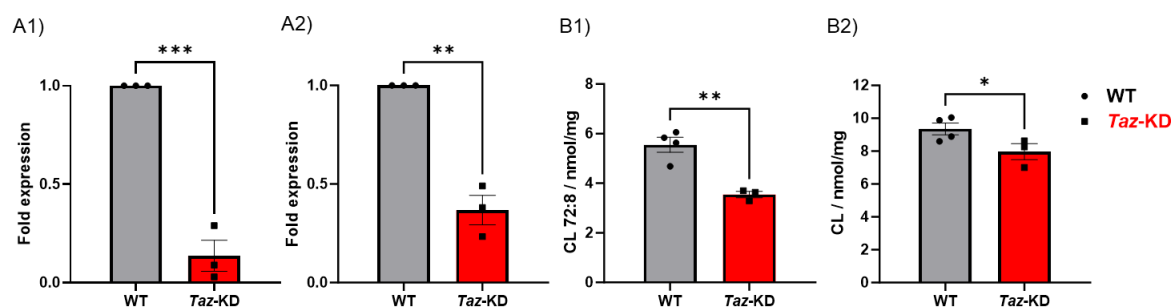 A1)
A2)
B1)
B2)
***
**
**
*
Fold expression
1.0
0.5
0.0
WT
Taz-KD
Fold expression
1.0
0.5
0.0
WT
Taz-KD
CL 72:8 / nmol/mg
8
6
4
2
0
WT
Taz-KD
CL / nmol/mg
12
10
8
6
4
2
0
WT
Taz-KD
WT
Taz-KD